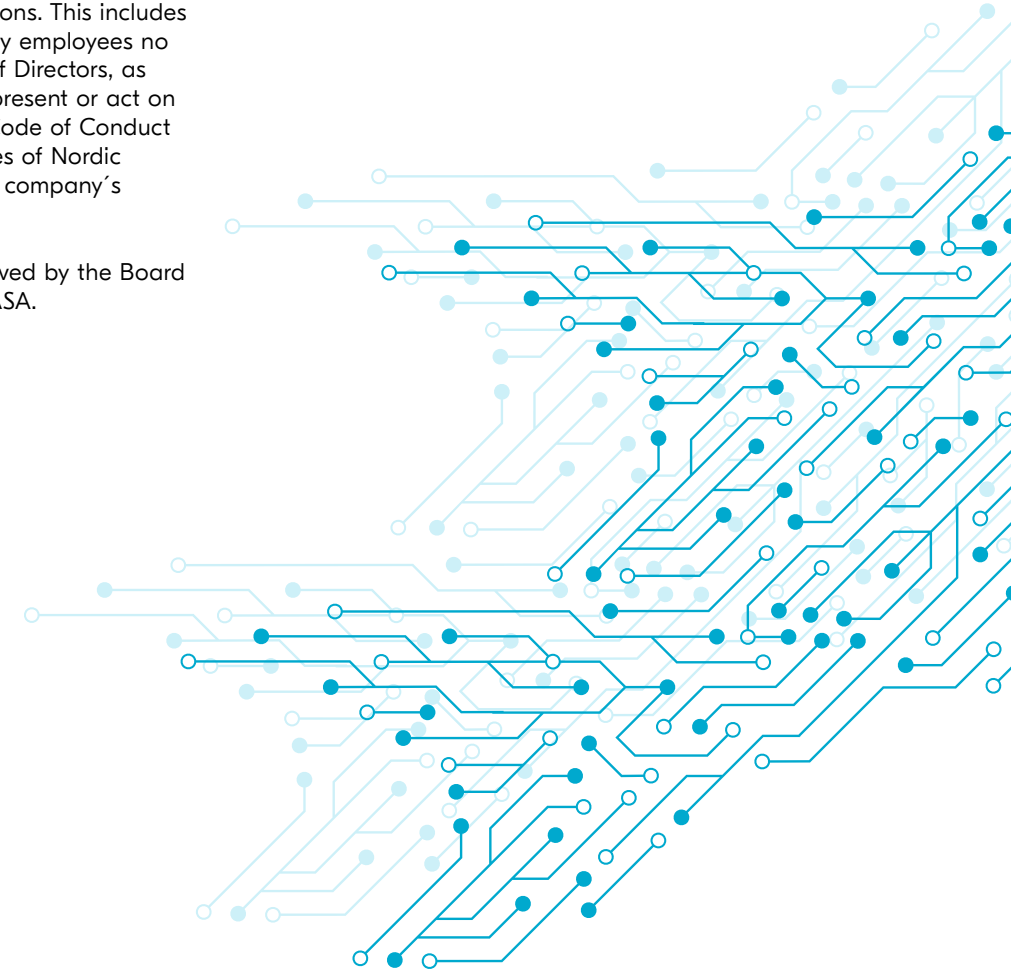 ons. This includes
y employees no
f Directors, as
present or act on
ode of Conduct
es of Nordic
company´s
ved by the Board
ASA.